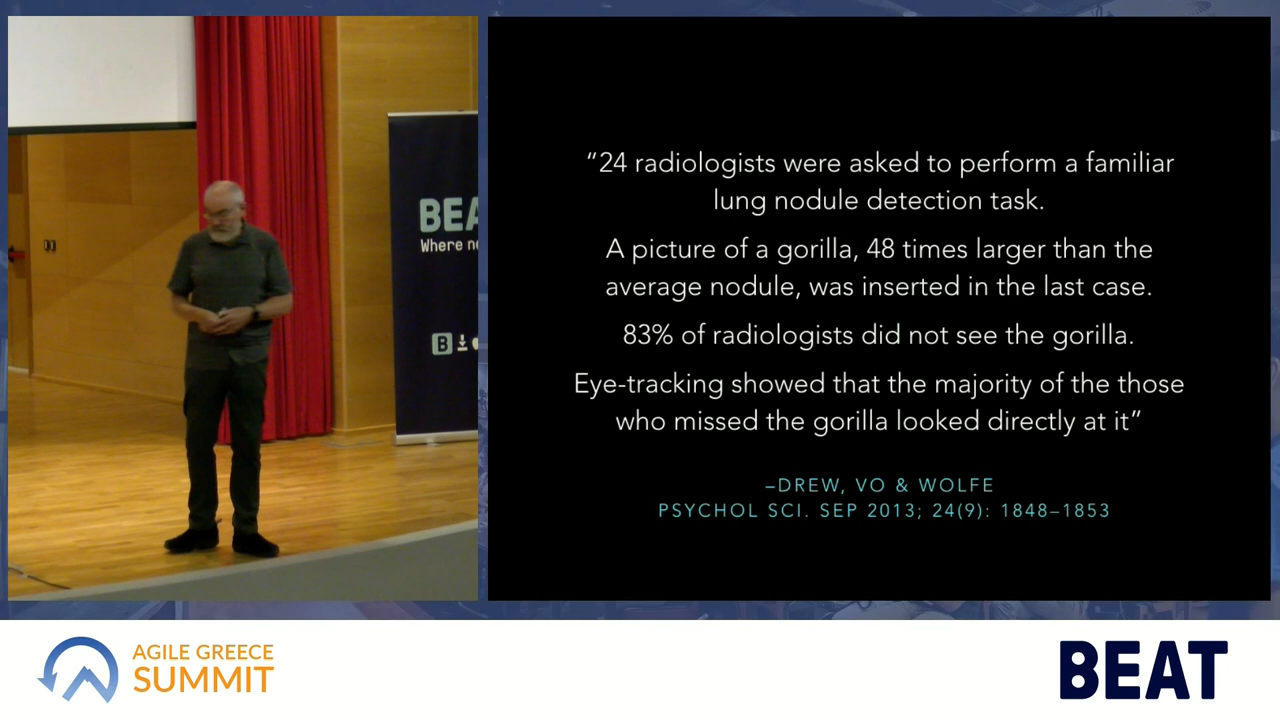 BEA
Where ne
B
“24 radiologists were asked to perform a familiar
lung nodule detection task.
A picture of a gorilla, 48 times larger than the
average nodule, was inserted in the last case.
83% of radiologists did not see the gorilla.
Eye-tracking showed that the majority of the those
who missed the gorilla looked directly at it”
–DREW, VO & WOLFE
PSYCHOL SCI. SEP 2013; 24(9): 1848–1853
AGILE GREECE
SUMMIT
BEAT